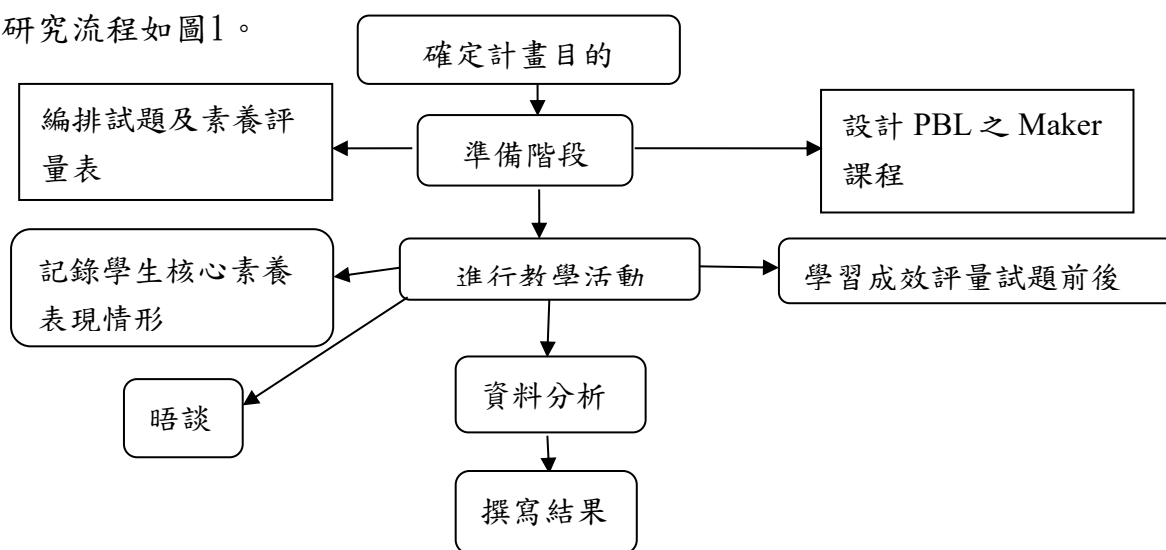 研究流程如圖1。
確定計畫目的
編排試題及素養評
量表
準備階段
設計 PBL 之 Maker
課程
記錄學生核心素養
表現情形
進行教學活動
學習成效評量試題前後
晤談
資料分析
撰寫結果